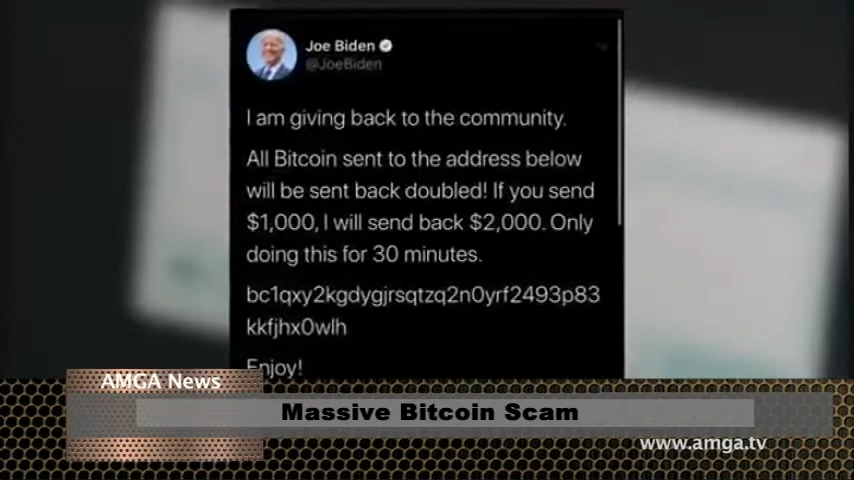 Joe Biden
@JoeBiden
I am giving back to the community.
All Bitcoin sent to the address below
will be sent back doubled! If you send
$1,000, I will send back $2,000. Only
doing this for 30 minutes.
bc1qxy2kgdygjrsqtzq2n0yrf2493p83
kkfjhx0wlh
Enjoy!
AMGA News
Massive Bitcoin Scam
www.amga.tv